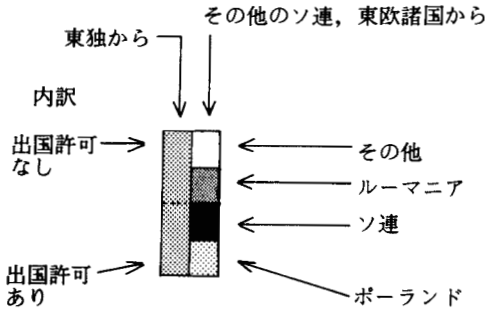 その他のソ連，東欧諸国から
東独から
内訳
出国許可
なし
その他
ルーマニア
ソ連
出国許可
あり
ポーランド